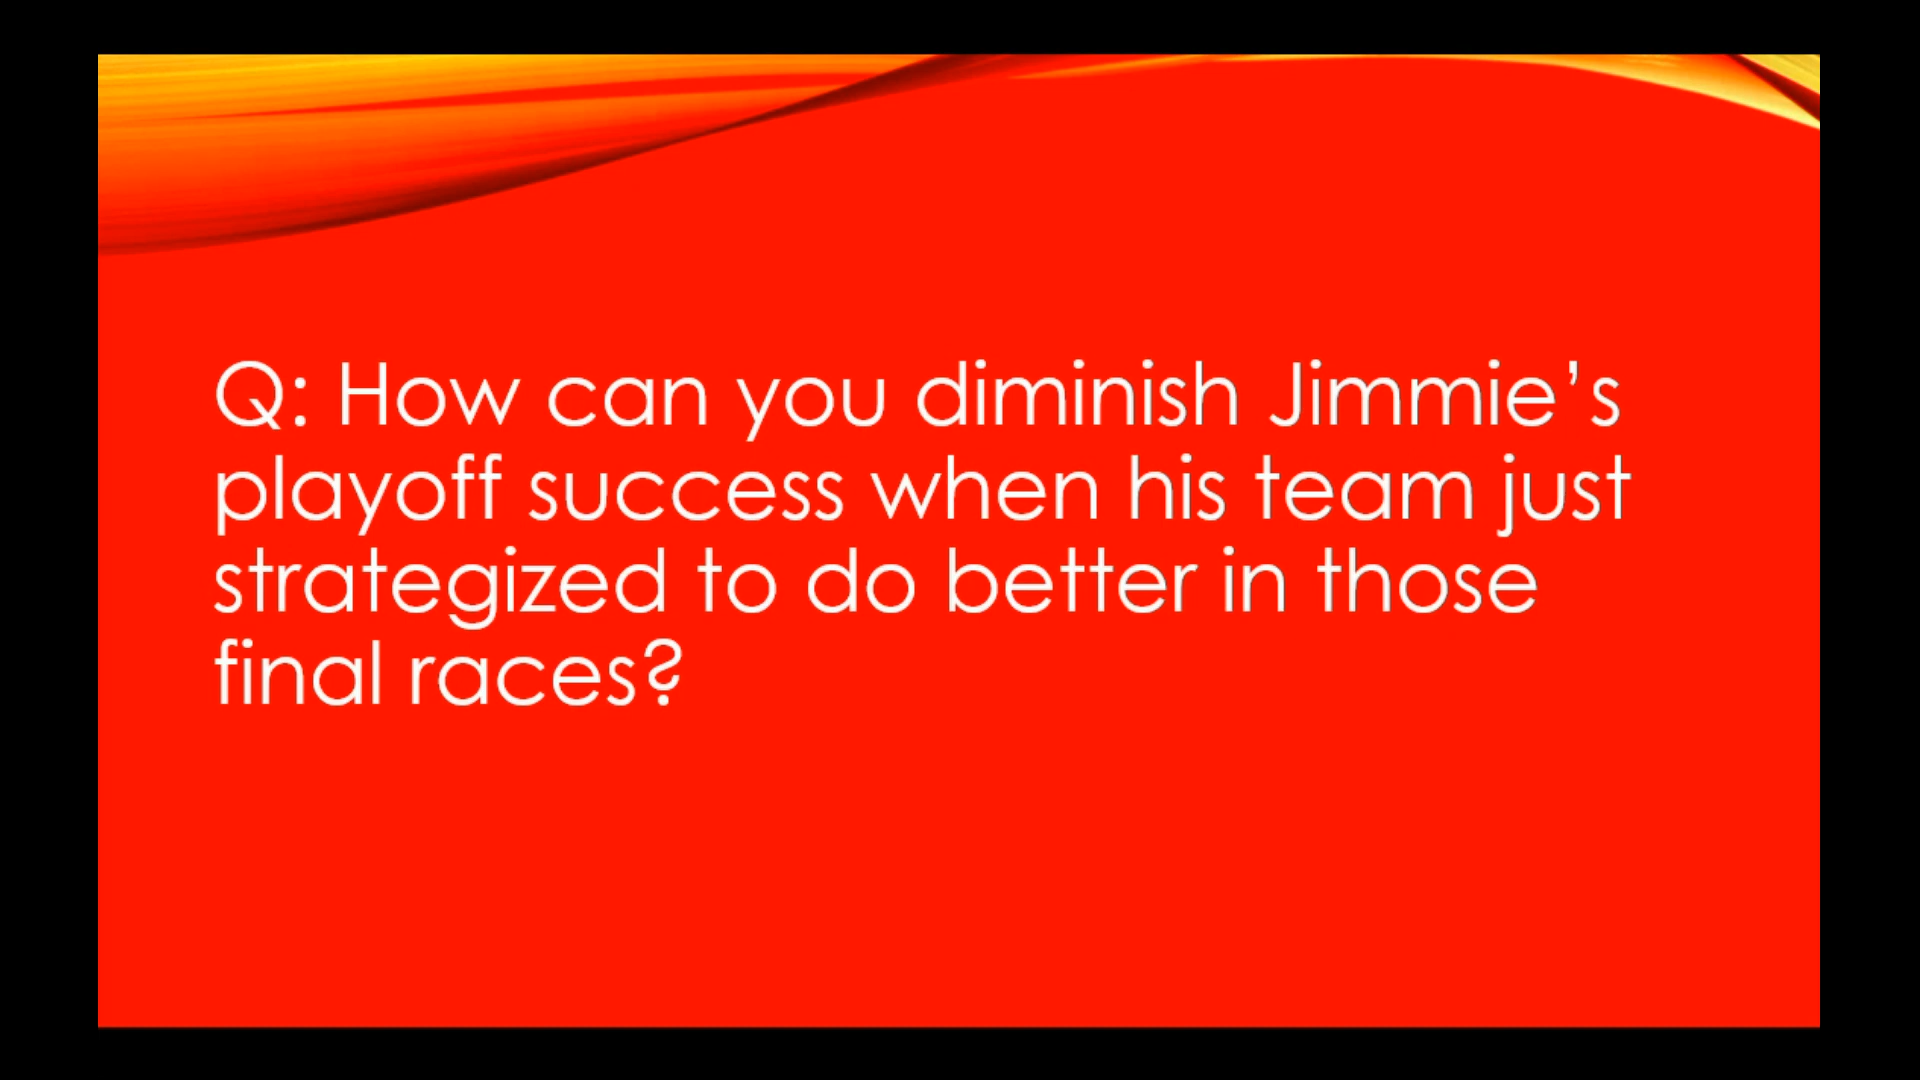 Q: How can you diminish Jimmie’s
playoff success when his team just
strategized to do better in those
final races?